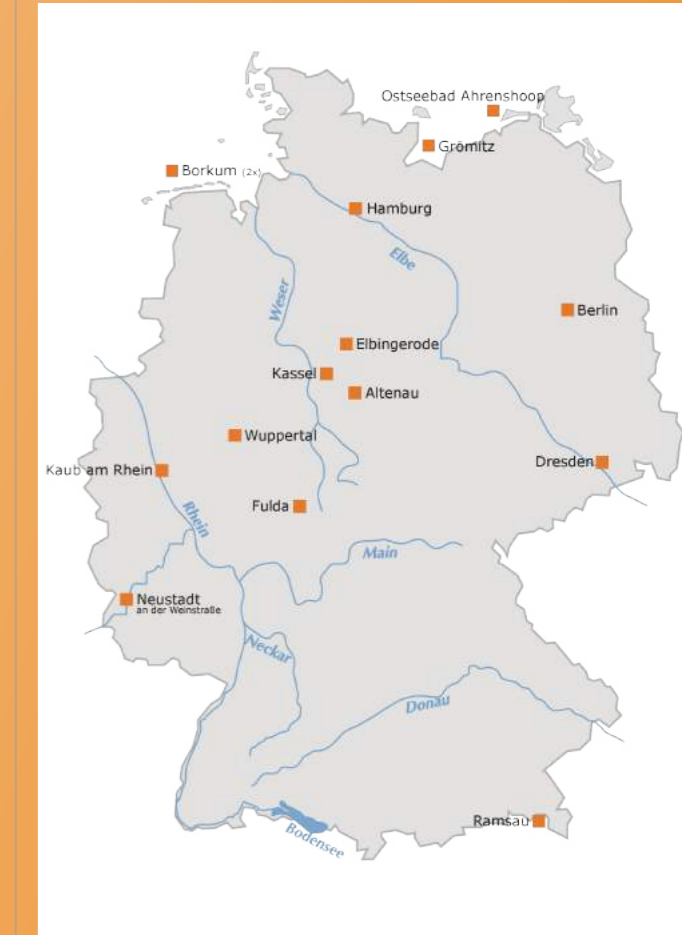 Ostseebad Ahrenshoop
Grömitz
Borkum (2x)
Hamburg
Elbe
Weser
Berlin
Elbingerode
Kassel
Altenau
Wuppertal
Dresden
Kaub am Rhein
Fulda
Rhein
Main
Neustadt
an der Weinstraße
Neckar
Donau
Ramsau
Bodensee